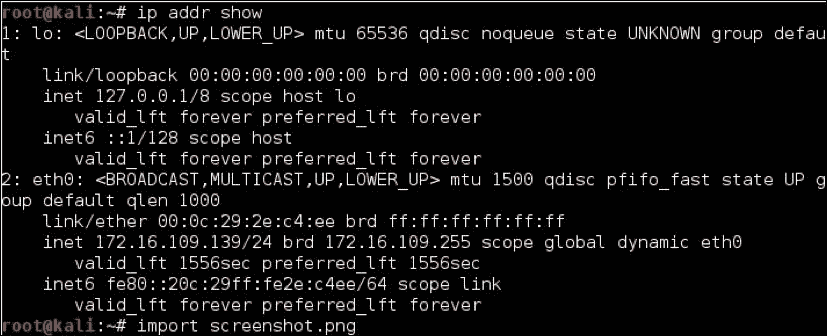 root@kali:~# ip addr show
1: lo: <LOOPBACK,UP,LOWER_UP> mtu 65536 qdisc noqueue state UNKNOWN group defau
t
    link/loopback 00:00:00:00:00:00 brd 00:00:00:00:00:00
    inet 127.0.0.1/8 scope host lo
       valid_lft forever preferred_lft forever
    inet6 ::1/128 scope host
       valid_lft forever preferred_lft forever
2: eth0: <BROADCAST,MULTICAST,UP,LOWER_UP> mtu 1500 qdisc pfifo_fast state UP g
oup default qlen 1000
    link/ether 00:0c:29:2e:c4:ee brd ff:ff:ff:ff:ff:ff
    inet 172.16.109.139/24 brd 172.16.109.255 scope global dynamic eth0
       valid_lft 1556sec preferred_lft 1556sec
    inet6 fe80::20c:29ff:fe2e:c4ee/64 scope link
       valid_lft forever preferred_lft forever
root@kali:~# import screenshot.png